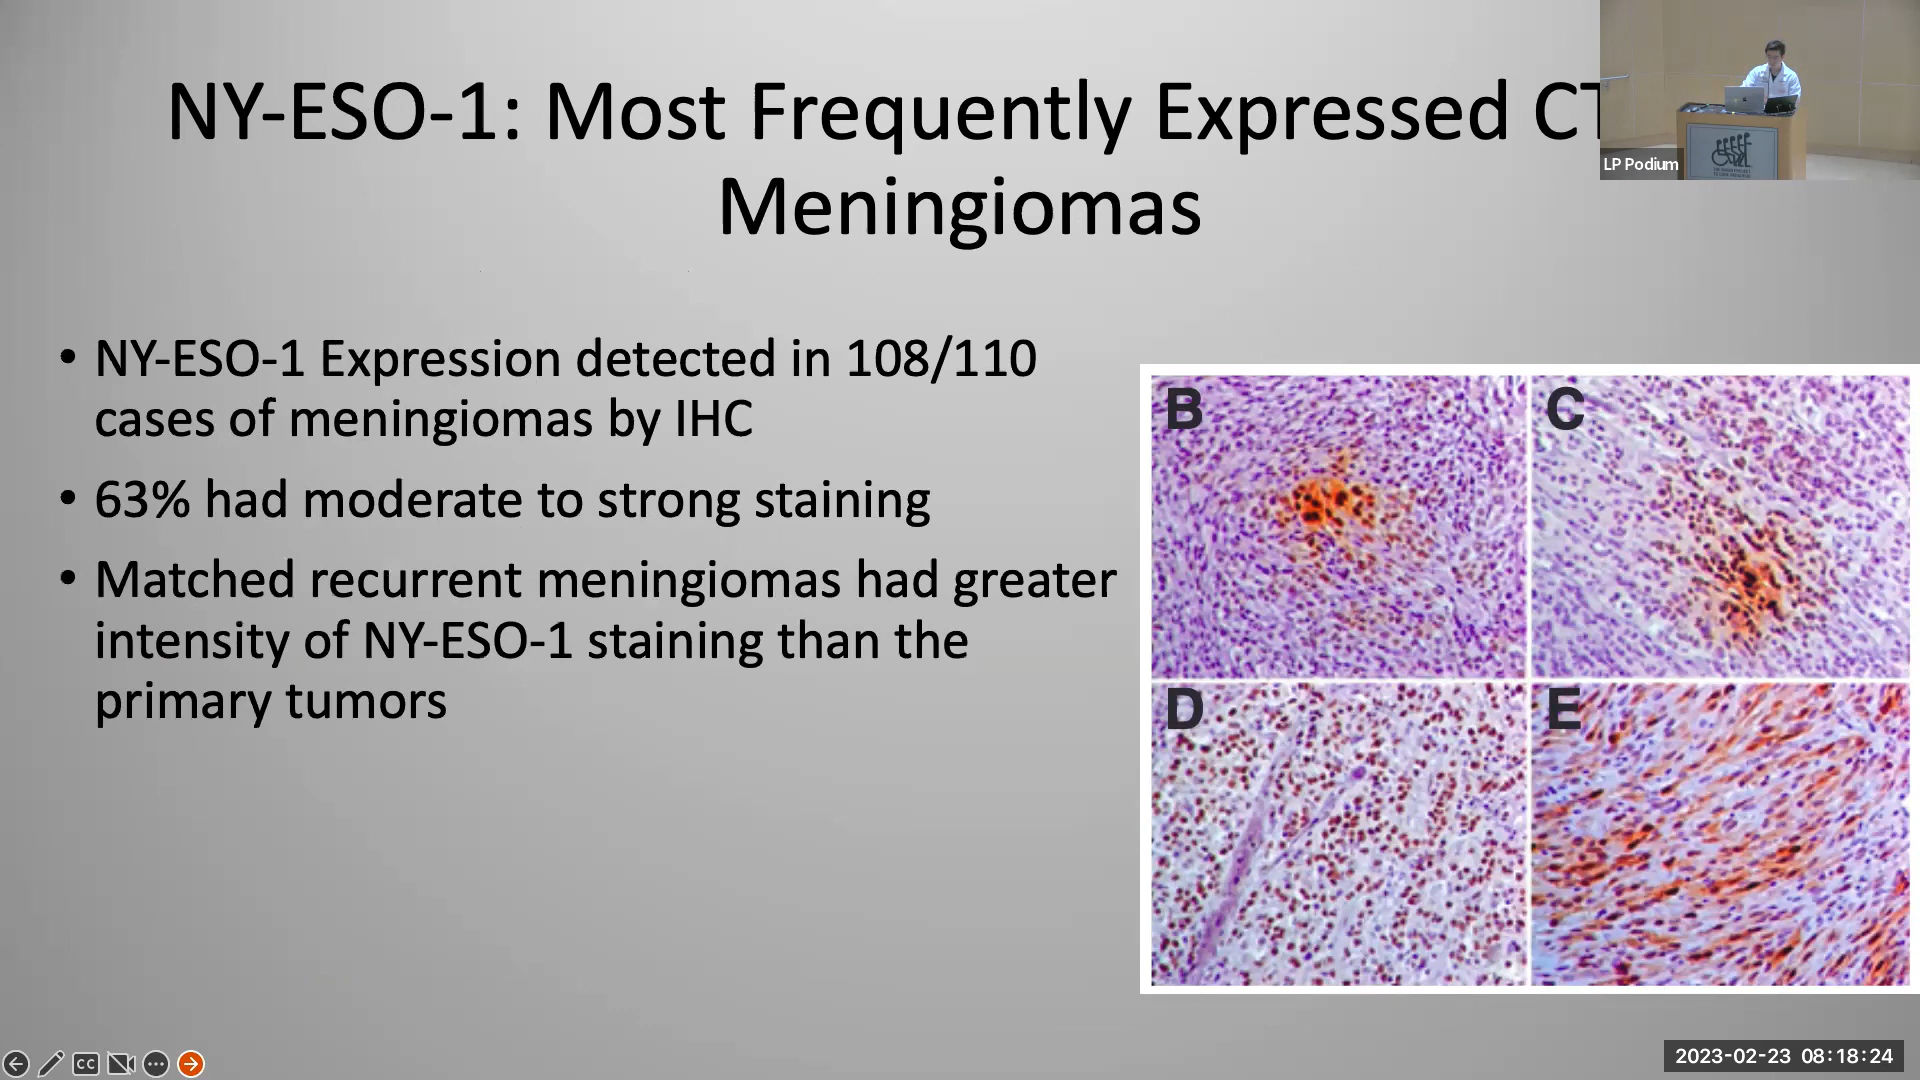 NY-ESO-1: Most Frequently Expressed CT
Meningiomas
LP Podium
• NY-ESO-1 Expression detected in 108/110
cases of meningiomas by IHC
• 63% had moderate to strong staining
• Matched recurrent meningiomas had greater
intensity of NY-ESO-1 staining than the
primary tumors
B
C
D
E
CC
2023-02-23 08:18:24